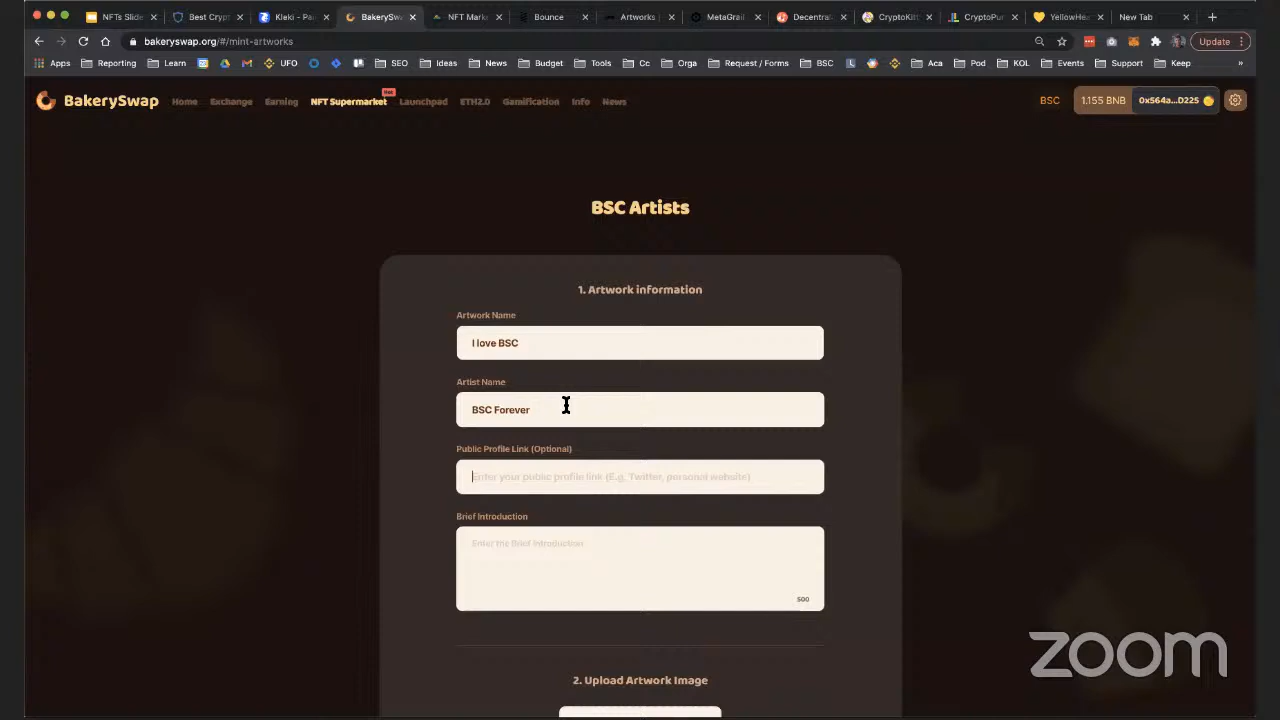 NFTs Slide
Best Crypt
Kleki - Pai
BakerySwa
NFT Mark
Bounce
Artworks
MetaGrail
Decentral
CryptoKitt
CryptoPun
YellowHea
New Tab
bakeryswap.org/#/mint-artworks
Update
Apps
Reporting
Learn
UFO
SEO
Ideas
News
Budget
Tools
Cc
Orga
Request / Forms
BSC
Aca
Pod
KOL
Events
Support
Keep
»
BakerySwap
Home
Exchange
Earning
NFT Supermarket
Hot
Launchpad
ETH2.0
Gamification
Info
News
BSC
1.155 BNB
0x564a...D225
BSC Artists
1. Artwork information
Artwork Name
I love BSC
Artist Name
BSC Forever
Public Profile Link (Optional)
Enter your public profile link (E.g. Twitter, personal website)
Brief Introduction
Enter the Brief Introduction
500
2. Upload Artwork Image
zoom